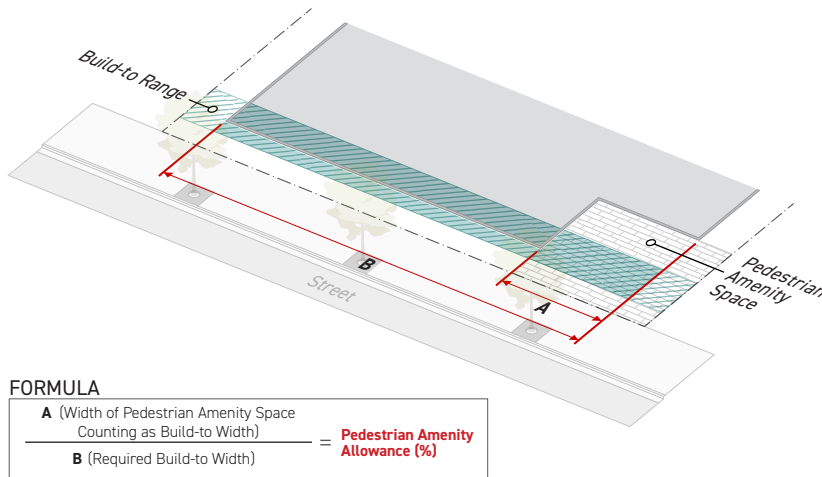 Build-to Range
B
A
Street
Pedestrian
Amenity
Space
FORMULA
A (Width of Pedestrian Amenity Space
Counting as Build-to Width)
B (Required Build-to Width)
= Pedestrian Amenity
Allowance (%)